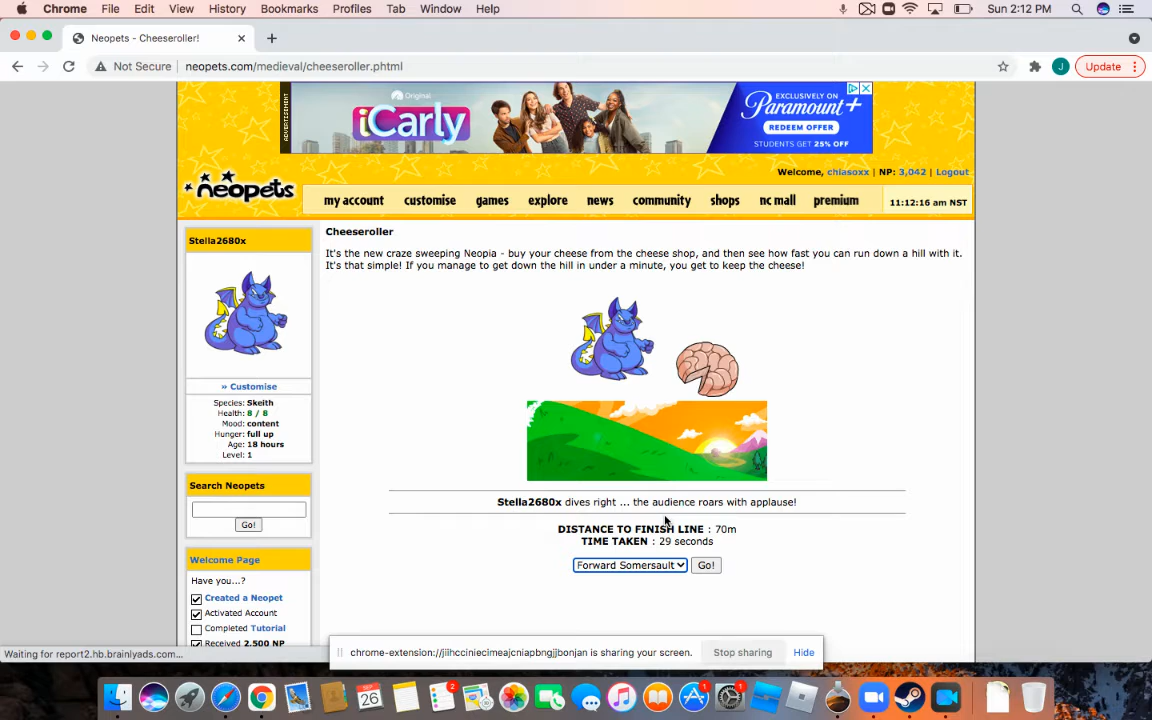 Chrome File Edit View History Bookmarks Profiles Tab Window Help Sun 2:12 PM
Neopets - Cheeseroller!
Not Secure neopets.com/medieval/cheeseroller.phtml J Update
ADVERTISEMENT
Original
iCarly
EXCLUSIVELY ON
Paramount+
REDEEM OFFER
STUDENTS GET 25% OFF
Welcome, chiasoxx | NP: 3,042 | Logout
neopets
my account customise games explore news community shops nc mall premium 11:12:16 am NST
Stella2680x
» Customise
Species: Skeith
Health: 8 / 8
Mood: content
Hunger: full up
Age: 18 hours
Level: 1
Search Neopets
Go!
Welcome Page
Have you...?
Created a Neopet
Activated Account
Completed Tutorial
Received 2,500 NP
Cheeseroller
It's the new craze sweeping Neopia - buy your cheese from the cheese shop, and then see how fast you can run down a hill with it.
It's that simple! If you manage to get down the hill in under a minute, you get to keep the cheese!
Stella2680x dives right ... the audience roars with applause!
DISTANCE TO FINISH LINE : 70m
TIME TAKEN : 29 seconds
Forward Somersault Go!
Waiting for report2.hb.brainlyads.com...
chrome-extension://jiihcciniecimeajcniapbngjjbonjan is sharing your screen. Stop sharing Hide
26
2
1
1